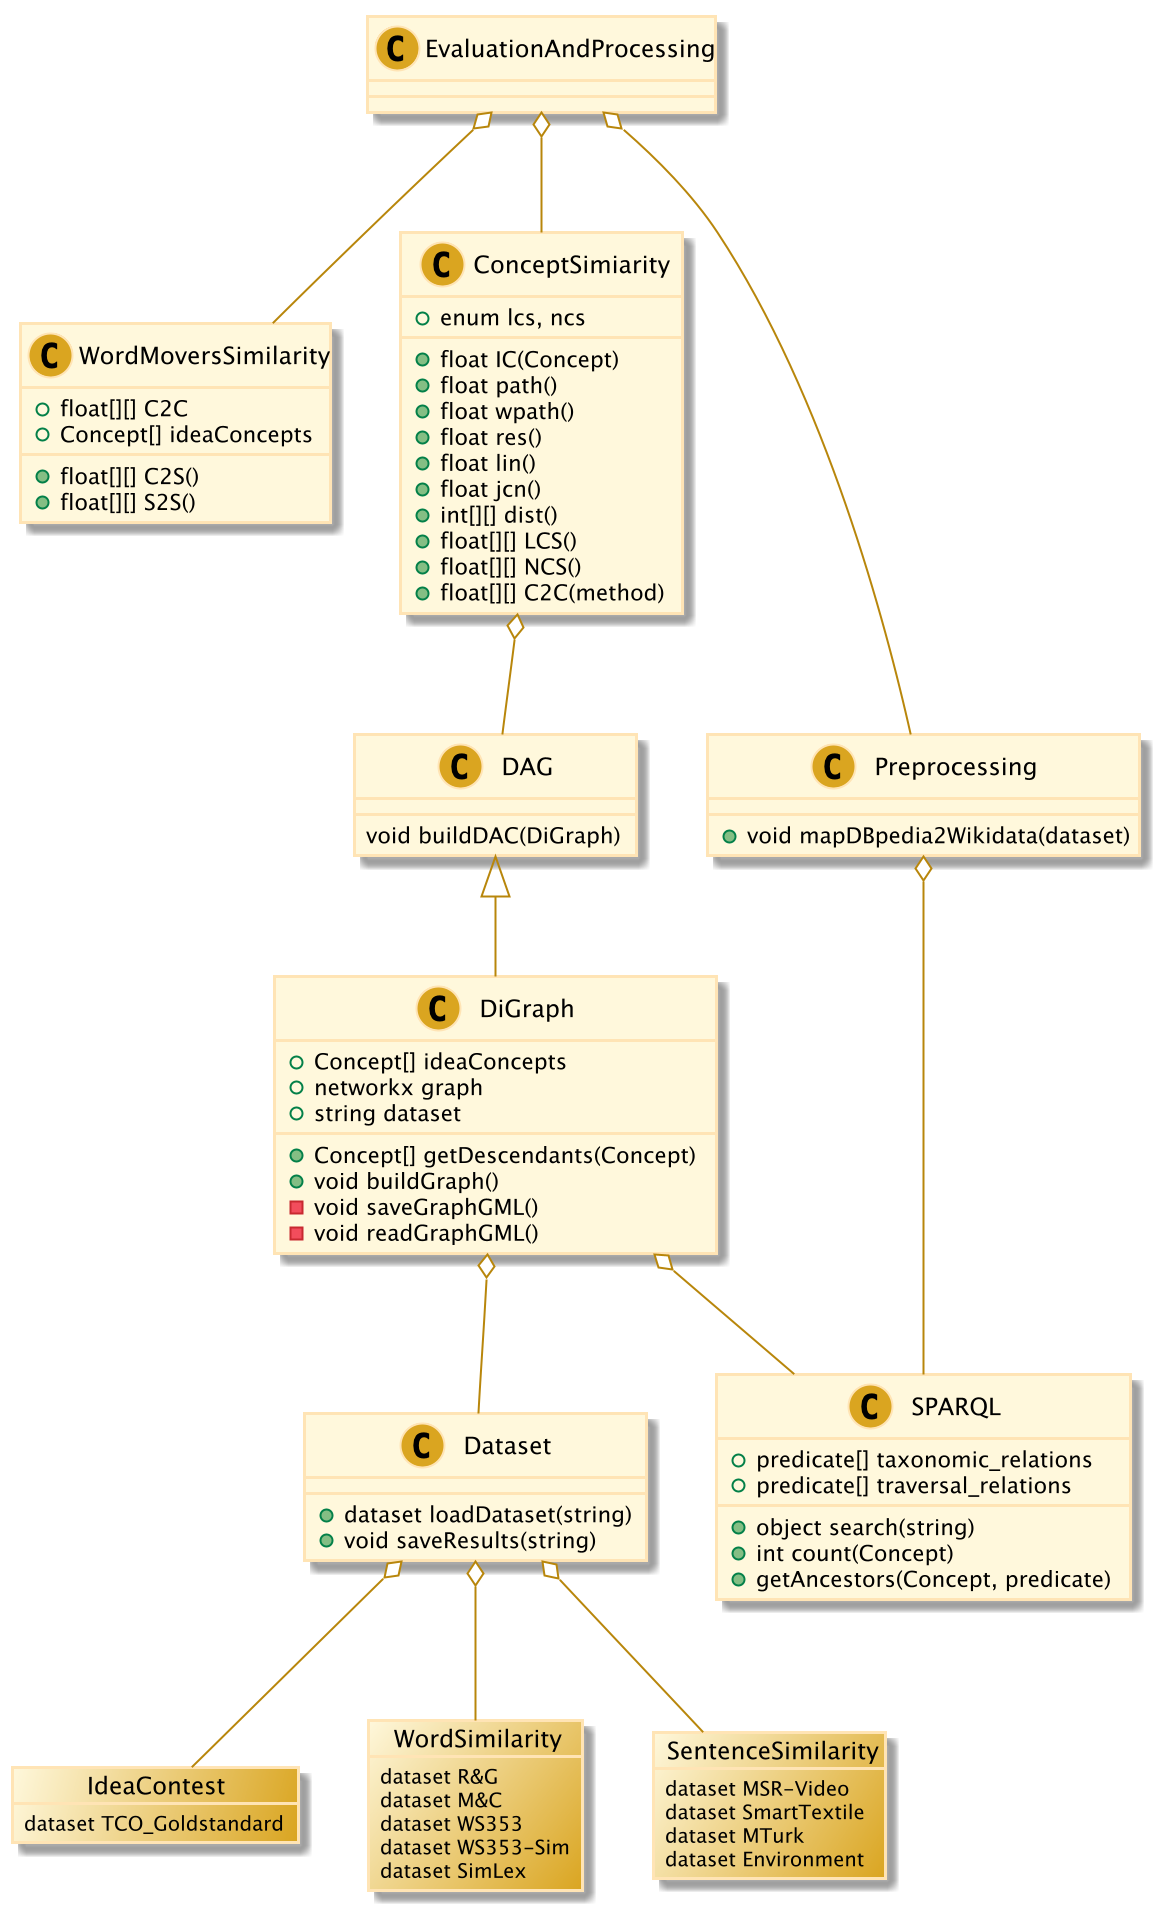 C EvaluationAndProcessing
C ConceptSimiarity
enum lcs, ncs
float IC(Concept)
float path()
float wpath()
float res()
float lin()
float jcn()
int[][] dist()
float[][] LCS()
float[][] NCS()
float[][] C2C(method)
C WordMoversSimilarity
float[][] C2C
Concept[] ideaConcepts
float[][] C2S()
float[][] S2S()
C DAG
void buildDAC(DiGraph)
C Preprocessing
void mapDBpedia2Wikidata(dataset)
C DiGraph
Concept[] ideaConcepts
networkx graph
string dataset
Concept[] getDescendants(Concept)
void buildGraph()
void saveGraphGML()
void readGraphGML()
C Dataset
dataset loadDataset(string)
void saveResults(string)
C SPARQL
predicate[] taxonomic_relations
predicate[] traversal_relations
object search(string)
int count(Concept)
getAncestors(Concept, predicate)
IdeaContest
dataset TCO_Goldstandard
WordSimilarity
dataset R&G
dataset M&C
dataset WS353
dataset WS353-Sim
dataset SimLex
SentenceSimilarity
dataset MSR-Video
dataset SmartTextile
dataset MTurk
dataset Environment